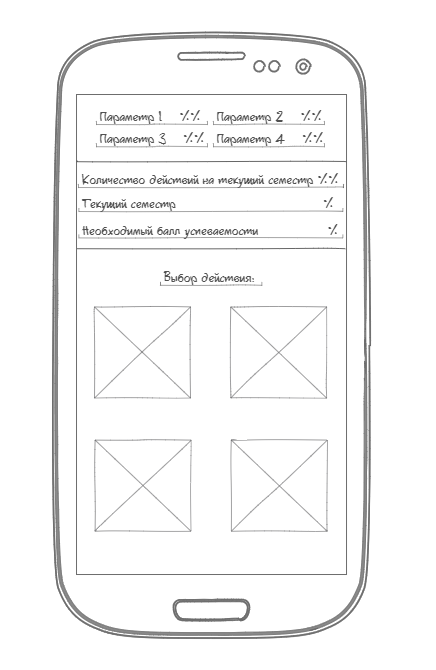 Параметр 1 %% Параметр 2 %%
Параметр 3 %% Параметр 4 %%
Количество действий на текущий семестр %%
Текущий семестр %
Необходимый балл успеваемости %
Выбор действия: